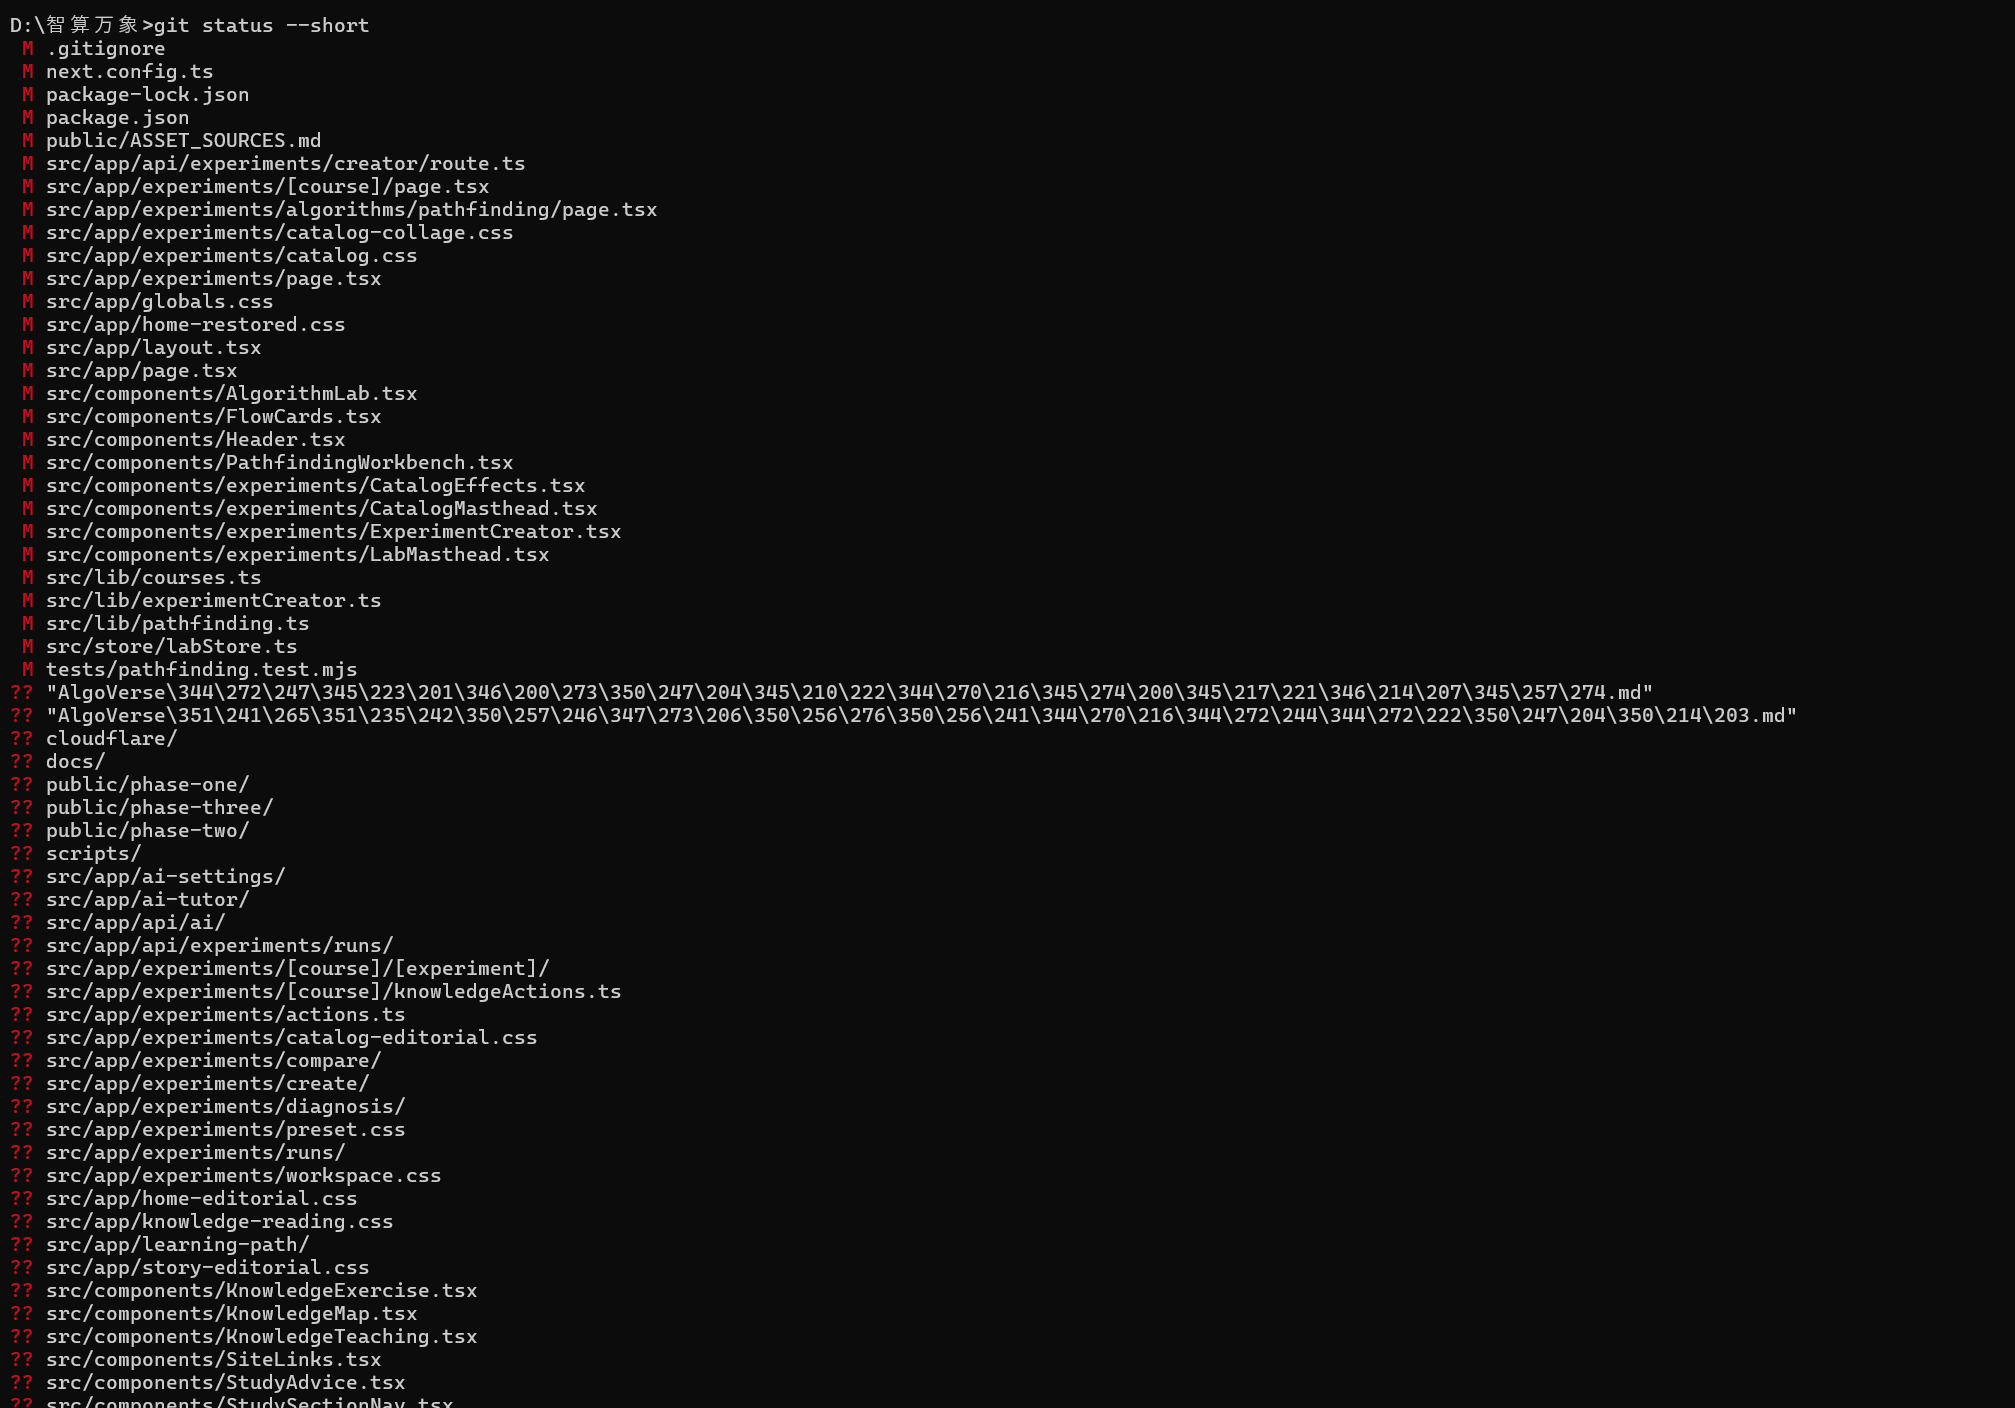 D:\智算万象>git status --short
 M .gitignore
 M next.config.ts
 M package-lock.json
 M package.json
 M public/ASSET_SOURCES.md
 M src/app/api/experiments/creator/route.ts
 M src/app/experiments/[course]/page.tsx
 M src/app/experiments/algorithms/pathfinding/page.tsx
 M src/app/experiments/catalog-collage.css
 M src/app/experiments/catalog.css
 M src/app/experiments/page.tsx
 M src/app/globals.css
 M src/app/home-restored.css
 M src/app/layout.tsx
 M src/app/page.tsx
 M src/components/AlgorithmLab.tsx
 M src/components/FlowCards.tsx
 M src/components/Header.tsx
 M src/components/PathfindingWorkbench.tsx
 M src/components/experiments/CatalogEffects.tsx
 M src/components/experiments/CatalogMasthead.tsx
 M src/components/experiments/ExperimentCreator.tsx
 M src/components/experiments/LabMasthead.tsx
 M src/lib/courses.ts
 M src/lib/experimentCreator.ts
 M src/lib/pathfinding.ts
 M src/store/labStore.ts
 M tests/pathfinding.test.mjs
?? "AlgoVerse\344\272\247\345\223\201\346\200\273\350\247\204\345\210\222\344\270\216\345\274\200\345\217\221\346\214\207\345\257\274.md"
?? "AlgoVerse\351\241\265\351\235\242\350\257\246\347\273\206\350\256\276\350\256\241\344\270\216\344\272\244\344\272\222\350\247\204\350\214\203.md"
?? cloudflare/
?? docs/
?? public/phase-one/
?? public/phase-three/
?? public/phase-two/
?? scripts/
?? src/app/ai-settings/
?? src/app/ai-tutor/
?? src/app/api/ai/
?? src/app/api/experiments/runs/
?? src/app/experiments/[course]/[experiment]/
?? src/app/experiments/[course]/knowledgeActions.ts
?? src/app/experiments/actions.ts
?? src/app/experiments/catalog-editorial.css
?? src/app/experiments/compare/
?? src/app/experiments/create/
?? src/app/experiments/diagnosis/
?? src/app/experiments/preset.css
?? src/app/experiments/runs/
?? src/app/experiments/workspace.css
?? src/app/home-editorial.css
?? src/app/knowledge-reading.css
?? src/app/learning-path/
?? src/app/story-editorial.css
?? src/components/KnowledgeExercise.tsx
?? src/components/KnowledgeMap.tsx
?? src/components/KnowledgeTeaching.tsx
?? src/components/SiteLinks.tsx
?? src/components/StudyAdvice.tsx
?? src/components/StudySectionNav.tsx